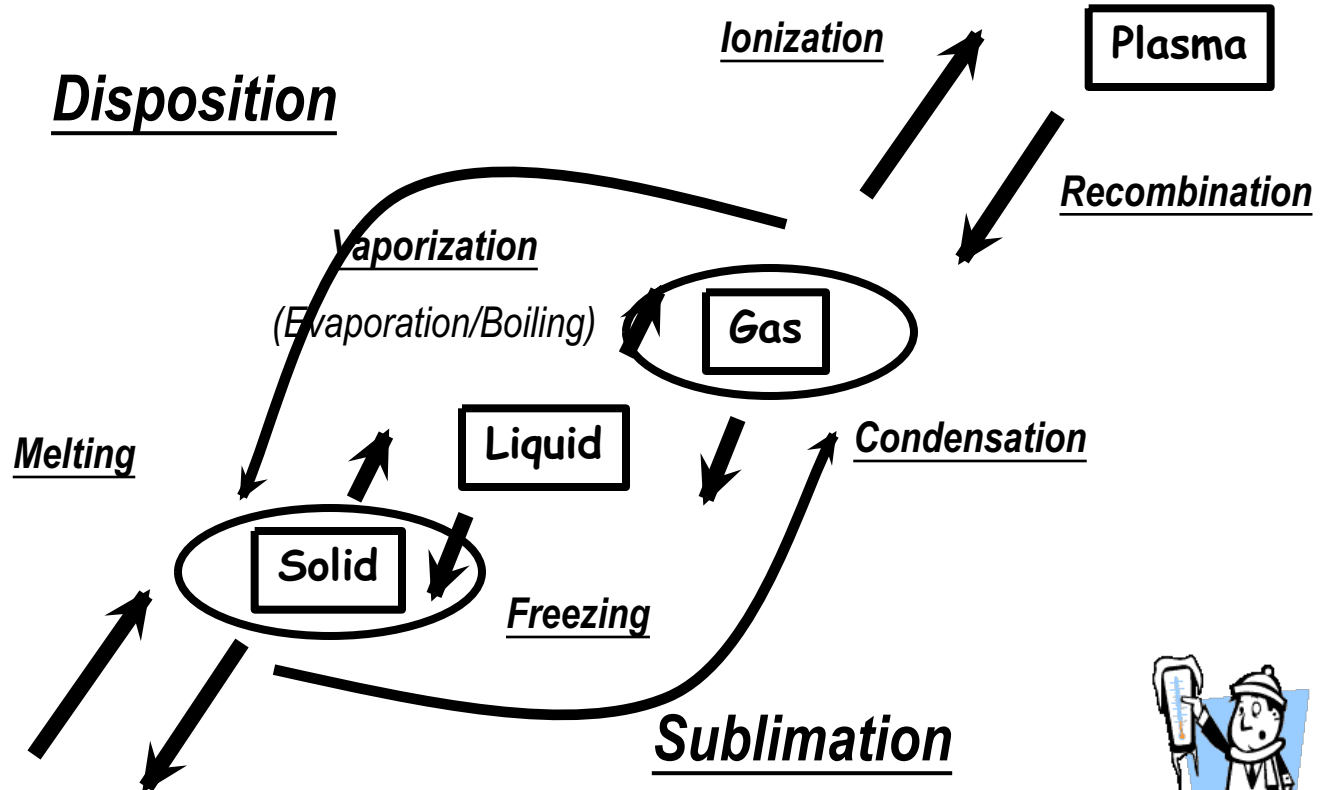 Ionization
Plasma
Disposition
Recombination
Vaporization
(Evaporation/Boiling)
Gas
Melting
Liquid
Condensation
Solid
Freezing
Sublimation